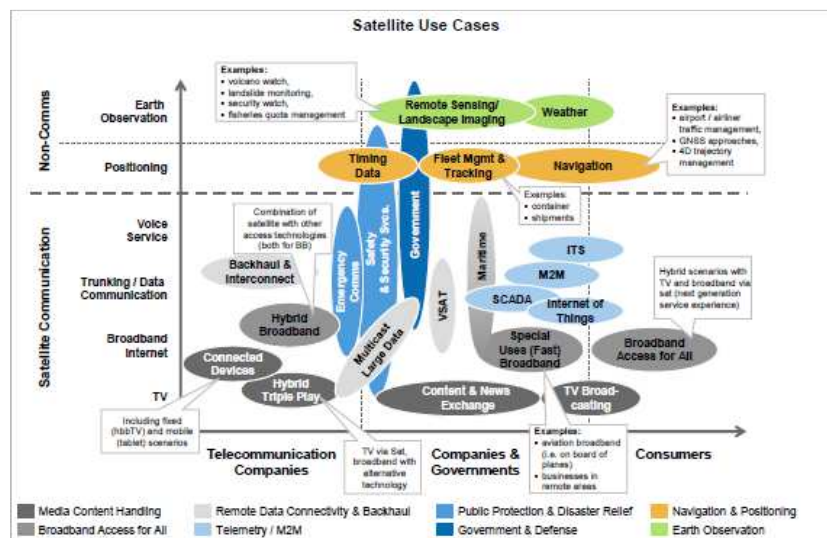 Satellite Use Cases
Non-Comms
Earth
Observation
Positioning
Satellite Communication
Voice
Service
Trunking / Data
Communication
Broadband
Internet
TV
Examples:
• volcano watch,
• landslide monitoring,
• security watch,
• fisheries quota management
Remote Sensing/
Landscape Imaging
Weather
Examples:
• airport / airliner
traffic management,
• GNSS approaches,
• 4D trajectory
management
Timing
Data
Fleet Mgmt &
Tracking
Navigation
Examples:
• container
• shipments
Combination of
satellite with other
access technologies
(both for BB)
Government
Safety
& Security Svcs.
Emergency
Comms
Maritime
VSAT
ITS
M2M
SCADA
Internet of
Things
Hybrid scenarios with
TV and broadband via
sat (next generation
service experience)
Backhaul &
Interconnect
Hybrid
Broadband
Multicast
Large Data
Special
Uses (Fast)
Broadband
Broadband
Access for All
Connected
Devices
Hybrid
Triple Play
Content & News
Exchange
TV Broad-
casting
Including fixed
(hbbTV) and mobile
(tablet) scenarios
TV via Sat,
broadband with
alternative
technology
Examples:
• aviation broadband
(i.e. on board of
planes)
• businesses in
remote areas
Telecommunication
Companies
Companies &
Governments
Consumers
Media Content Handling
Remote Data Connectivity & Backhaul
Public Protection & Disaster Relief
Navigation & Positioning
Broadband Access for All
Telemetry / M2M
Government & Defense
Earth Observation